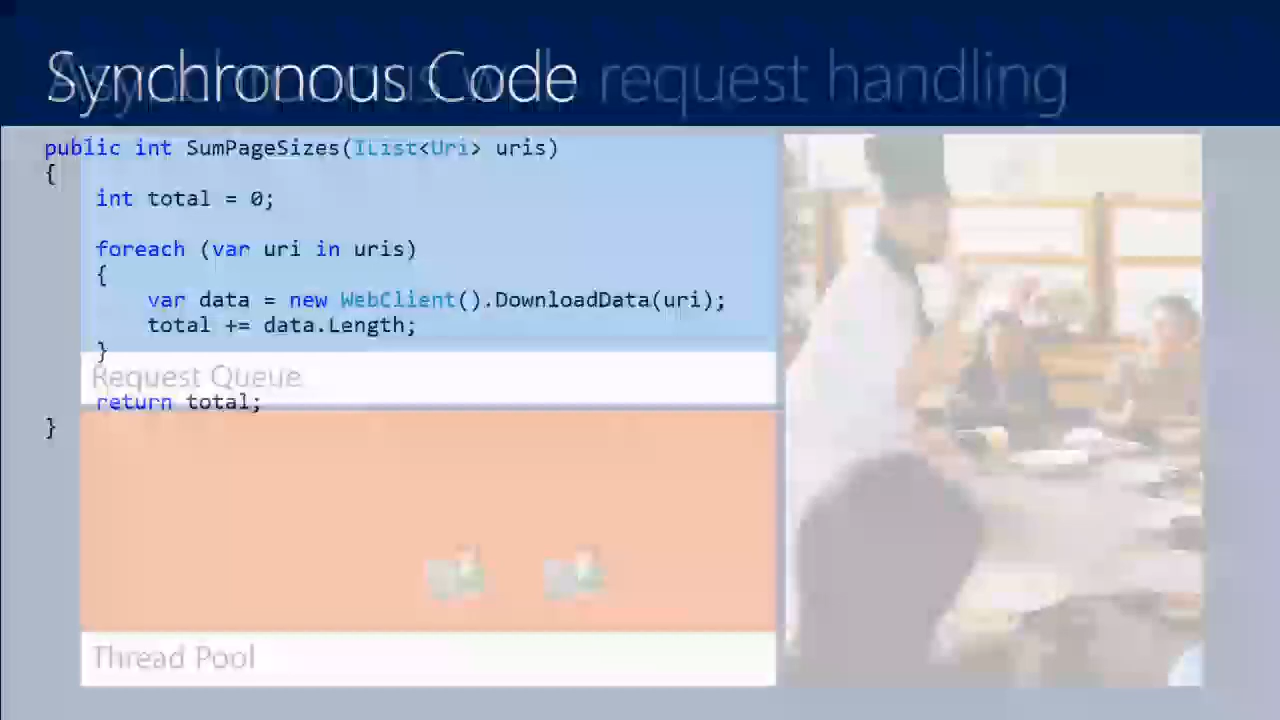 Synchronous Code
request handling
public int SumPageSizes(IList<Uri> uris)
{
int total = 0;
foreach (var uri in uris)
{
var data = new WebClient().DownloadData(uri);
total += data.Length;
}
Request Queue
return total;
}
Thread Pool